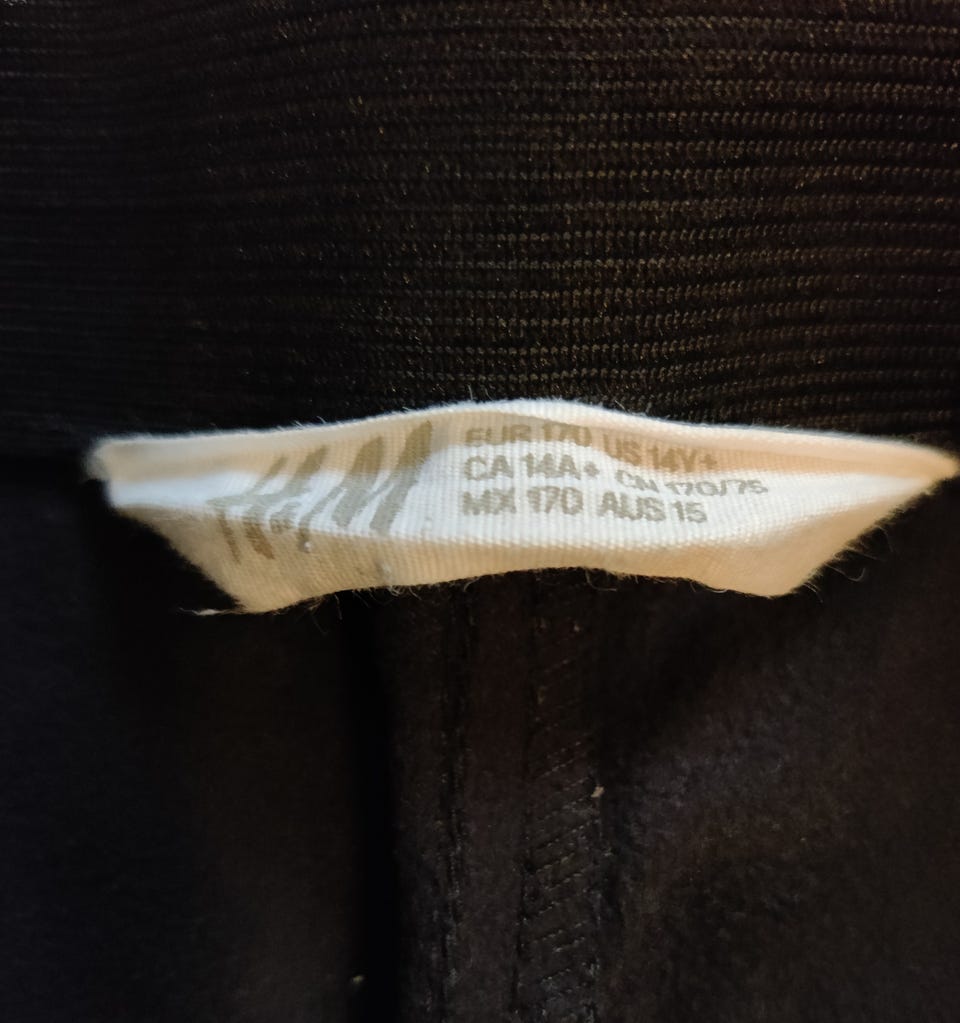 H&M
EUR 170 US 14Y+
CA 14A+ CN 170/75
MX 170 AUS 15